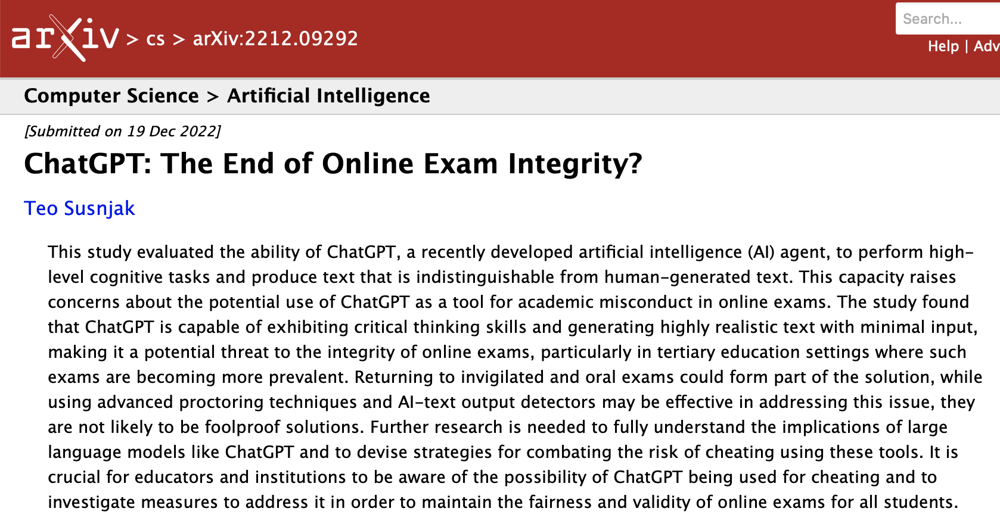 arXiv > cs > arXiv:2212.09292
Search...
Help | Adv
Computer Science > Artificial Intelligence
[Submitted on 19 Dec 2022]
ChatGPT: The End of Online Exam Integrity?
Teo Susnjak
This study evaluated the ability of ChatGPT, a recently developed artificial intelligence (AI) agent, to perform high-
level cognitive tasks and produce text that is indistinguishable from human-generated text. This capacity raises
concerns about the potential use of ChatGPT as a tool for academic misconduct in online exams. The study found
that ChatGPT is capable of exhibiting critical thinking skills and generating highly realistic text with minimal input,
making it a potential threat to the integrity of online exams, particularly in tertiary education settings where such
exams are becoming more prevalent. Returning to invigilated and oral exams could form part of the solution, while
using advanced proctoring techniques and AI-text output detectors may be effective in addressing this issue, they
are not likely to be foolproof solutions. Further research is needed to fully understand the implications of large
language models like ChatGPT and to devise strategies for combating the risk of cheating using these tools. It is
crucial for educators and institutions to be aware of the possibility of ChatGPT being used for cheating and to
investigate measures to address it in order to maintain the fairness and validity of online exams for all students.